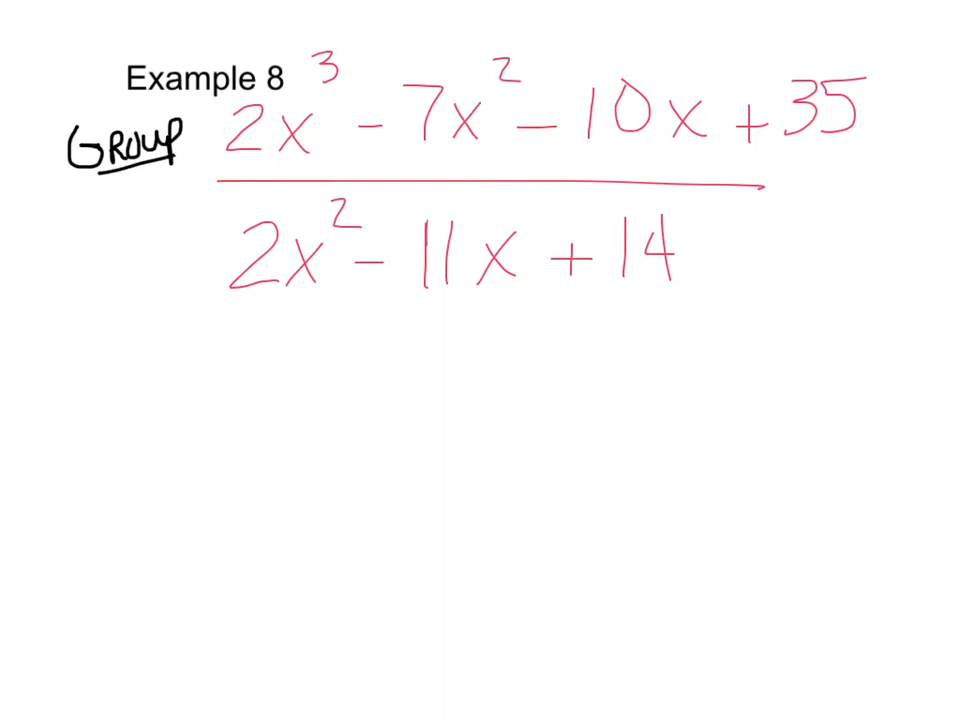 Example 8
GROUP
2x³ - 7x² - 10x + 35
2x² - 11x + 14